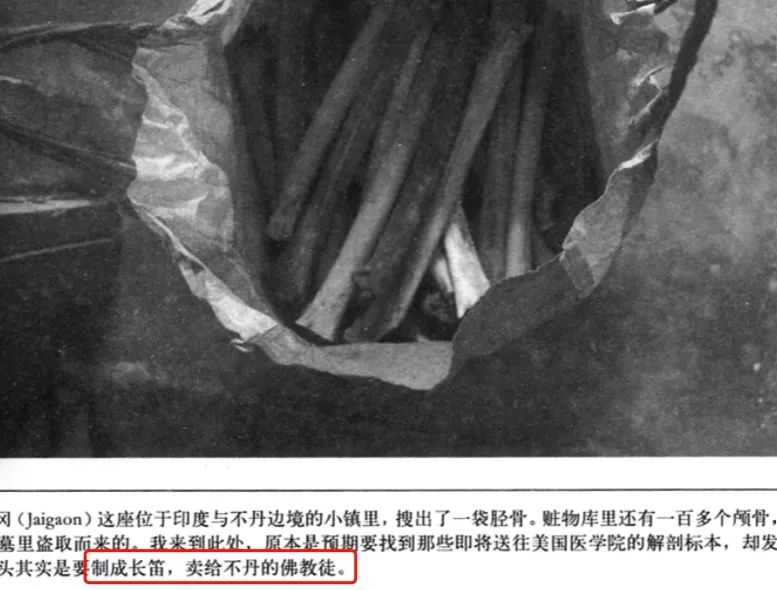 冈（Jaigaon）这座位于印度与不丹边境的小镇里，搜出了一袋胫骨。赃物库里还有一百多个颅骨，
墓里盗取而来的。我来到此处，原本是预期要找到那些即将送往美国医学院的解剖标本，却发
头其实是要制成长笛，卖给不丹的佛教徒。